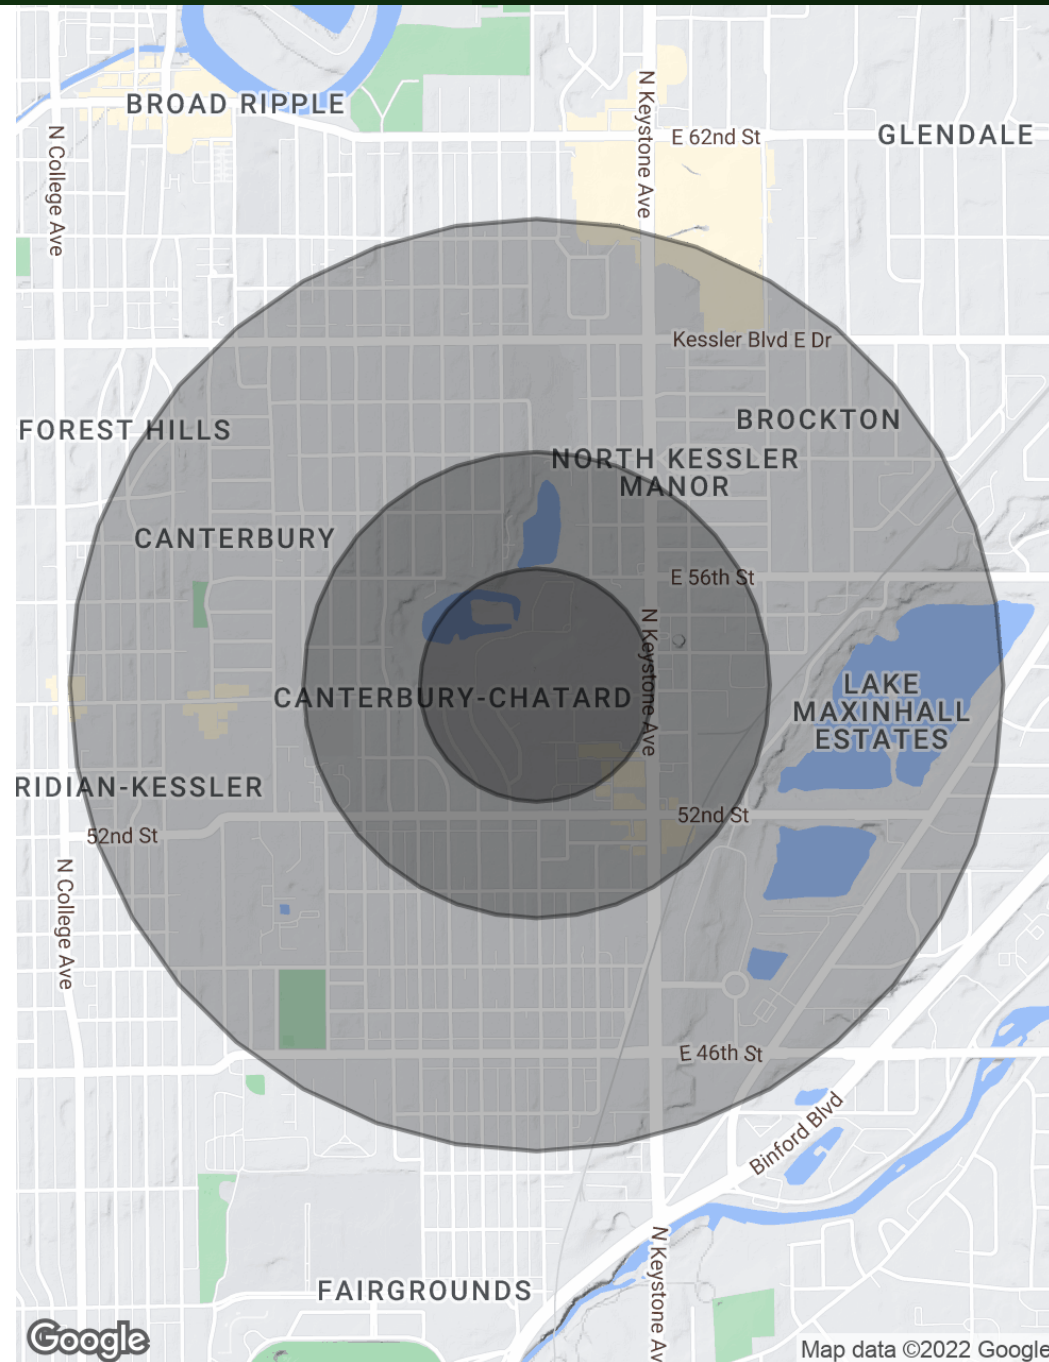 BROAD RIPPLE
N Keystone Ave
E 62nd St
GLENDALE
N College Ave
Kessler Blvd E Dr
FOREST HILLS
BROCKTON
NORTH KESSLER
MANOR
CANTERBURY
E 56th St
N Keystone Ave
CANTERBURY-CHATARD
LAKE
MAXINHALL
ESTATES
RIDIAN-KESSLER
52nd St
52nd St
N College Ave
E 46th St
Binford Blvd
N Keystone Av
FAIRGROUNDS
Google
Map data ©2022 Google